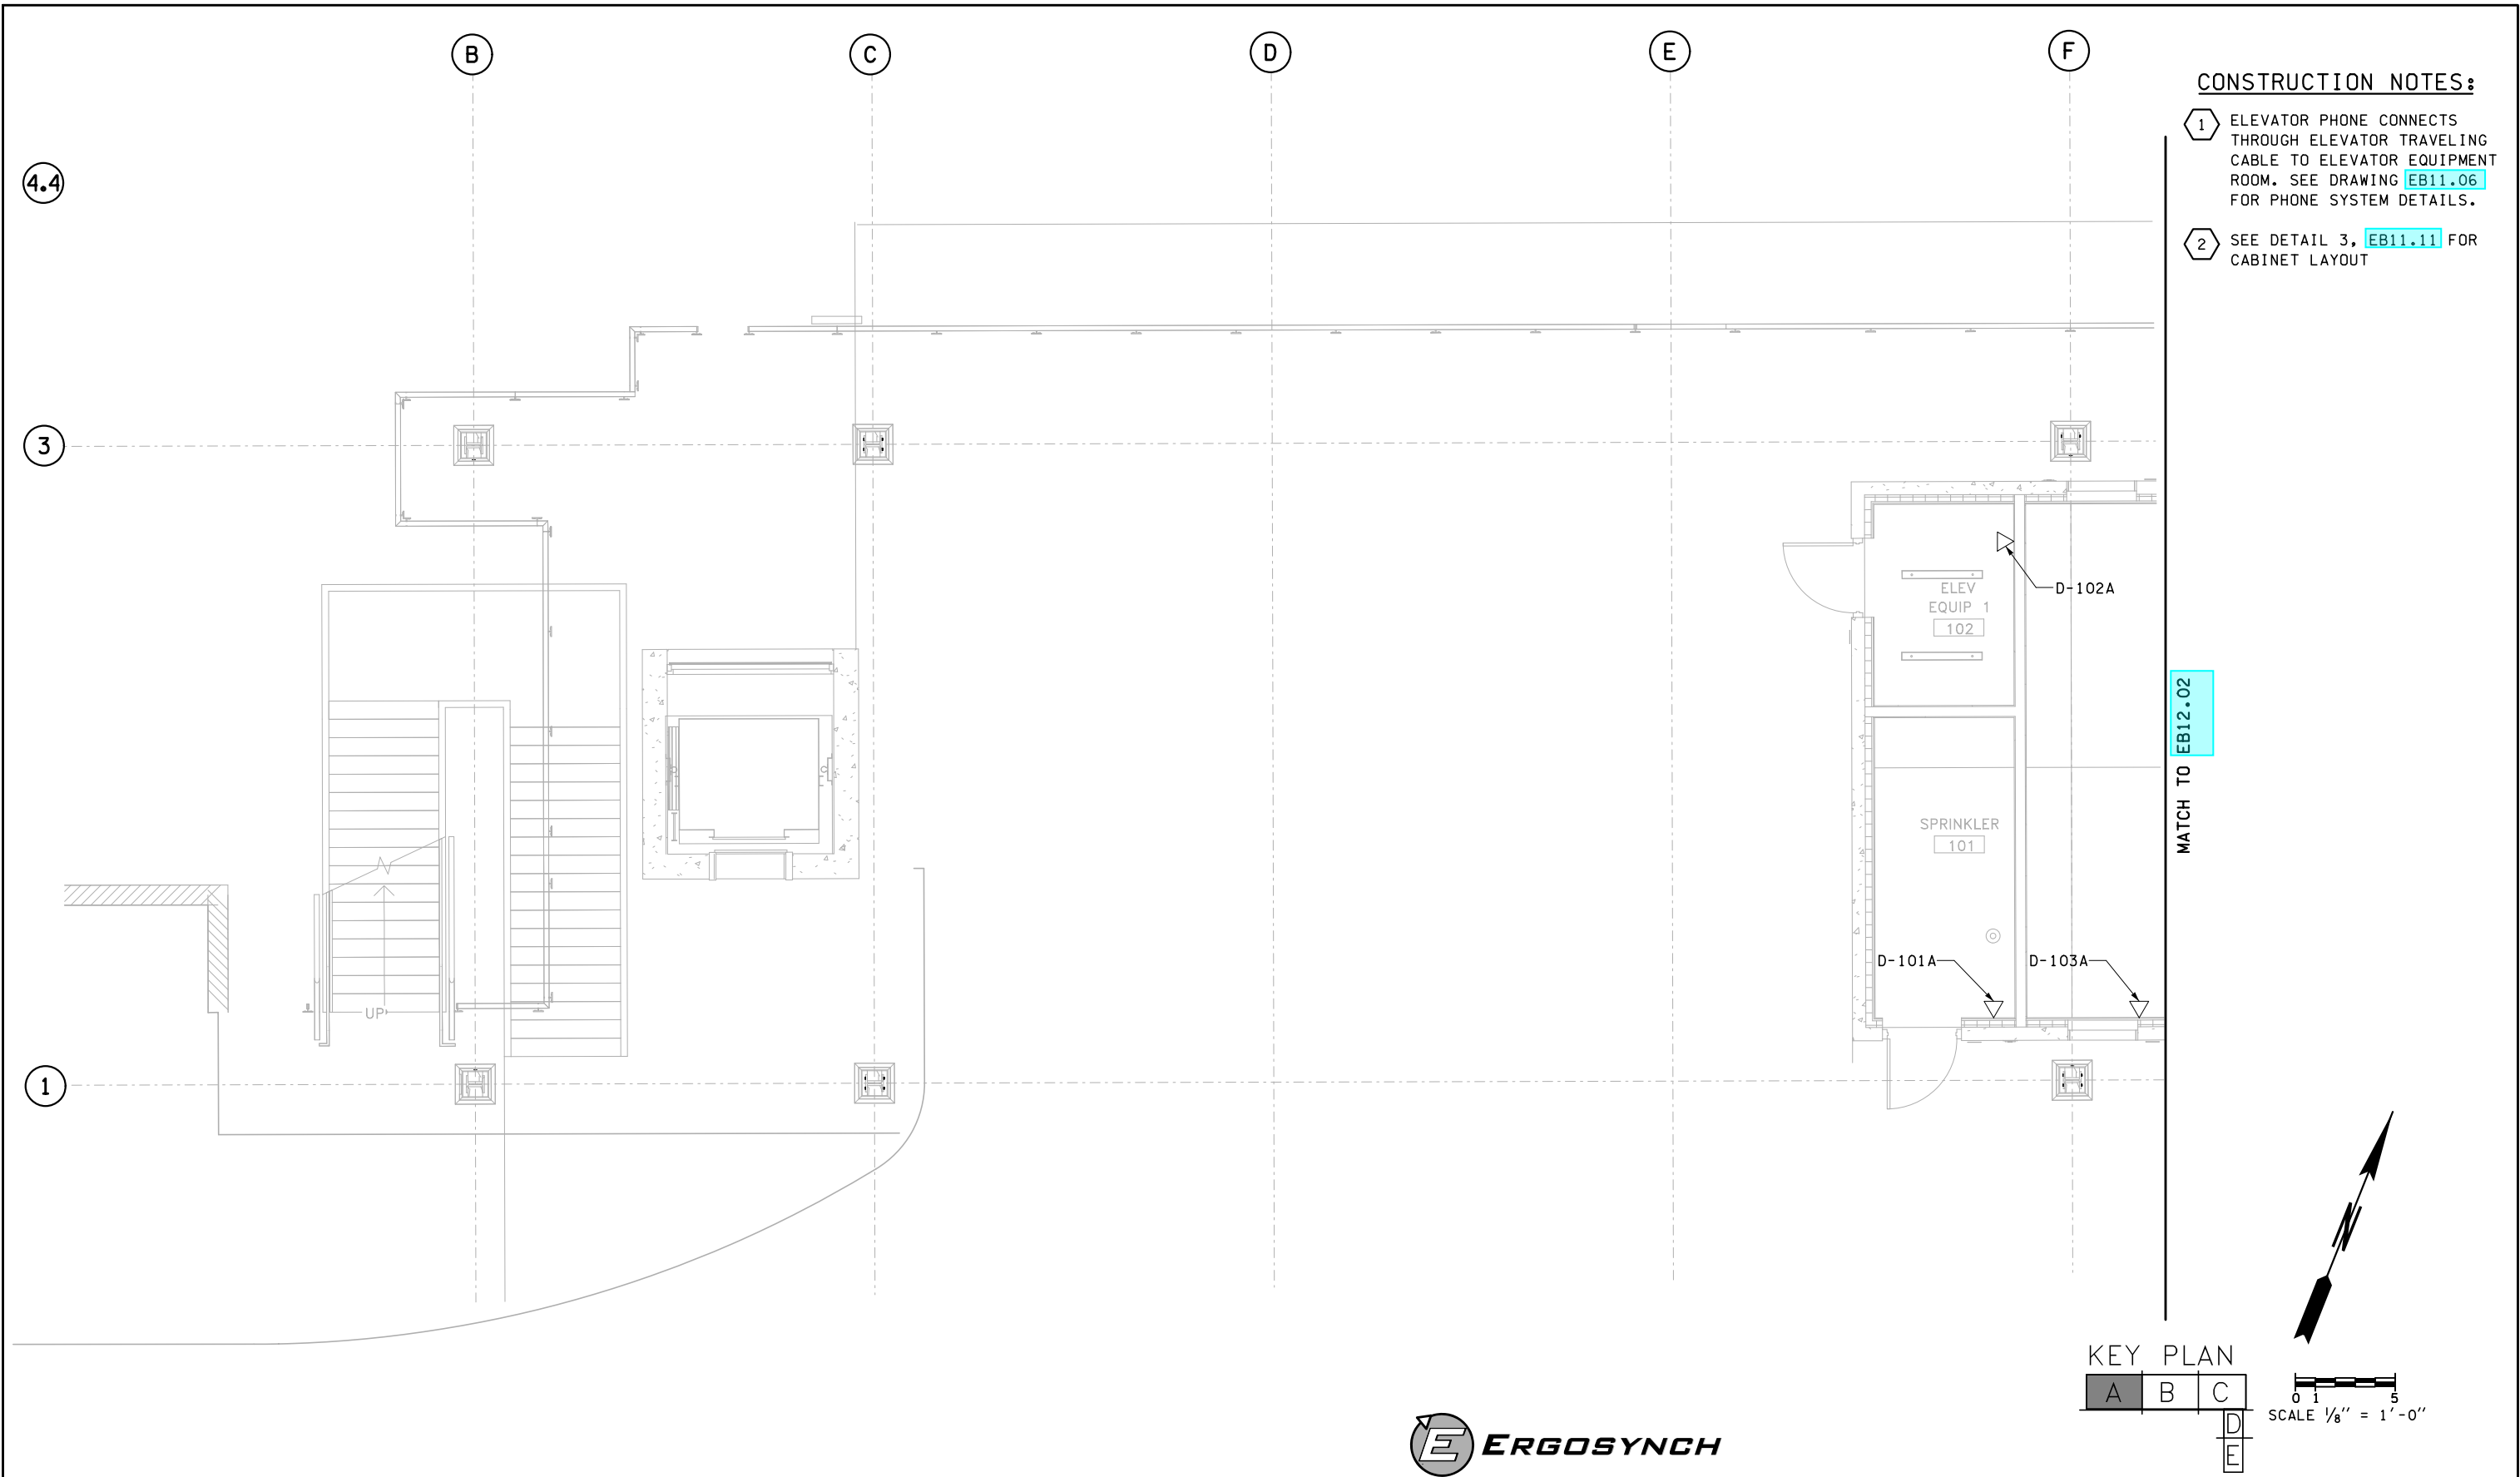 B
C
D
E
F
CONSTRUCTION NOTES:
1
ELEVATOR PHONE CONNECTS
THROUGH ELEVATOR TRAVELING
CABLE TO ELEVATOR EQUIPMENT
ROOM. SEE DRAWING EB11.06
FOR PHONE SYSTEM DETAILS.
2
SEE DETAIL 3, EB11.11 FOR
CABINET LAYOUT
4.4
3
ELEV
EQUIP 1
102
D-102A
MATCH TO EB12.02
SPRINKLER
101
D-101A
D-103A
UP
1
N
KEY PLAN
A
B
C
D
E
0 1 5
SCALE 1/8" = 1'-0"
E ERGOSYNCH